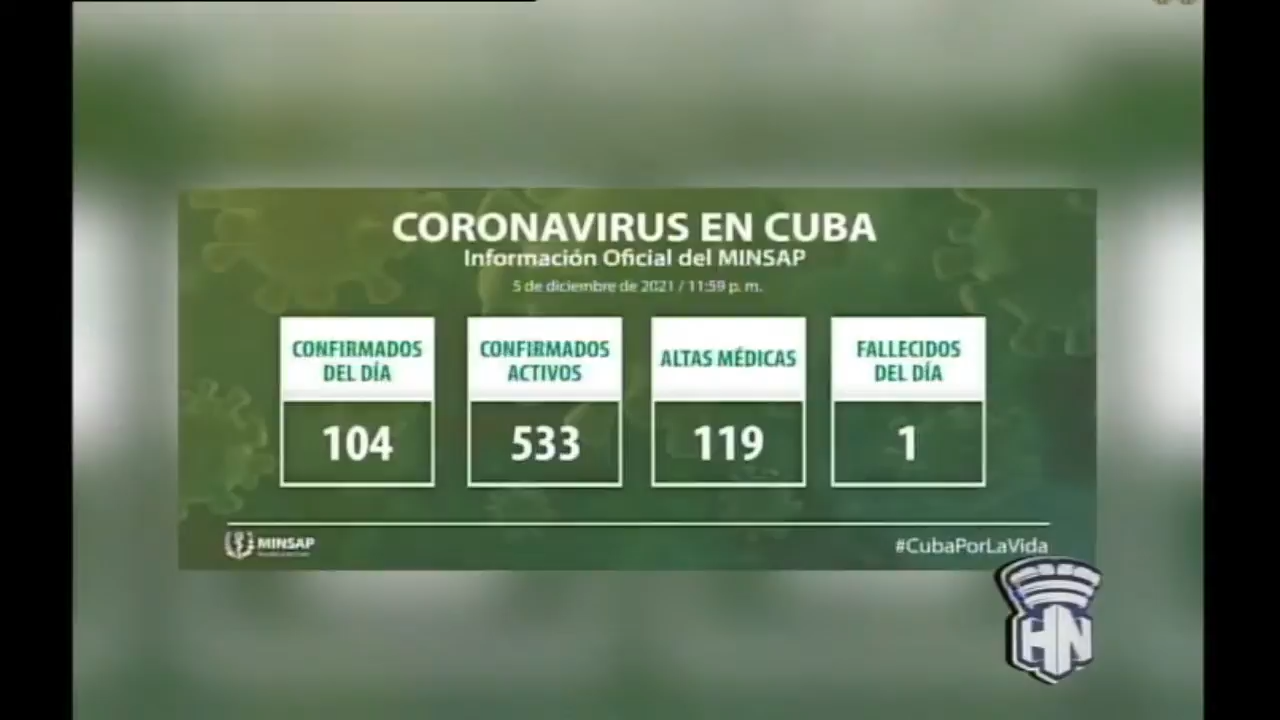 CORONAVIRUS EN CUBA
Información Oficial del MINSAP
5 de diciembre de 2021 / 11:59 p. m.
CONFIRMADOS
DEL DÍA
104
CONFIRMADOS
ACTIVOS
533
ALTAS MÉDICAS
119
FALLECIDOS
DEL DÍA
1
MINSAP
#CubaPorLaVida
HN